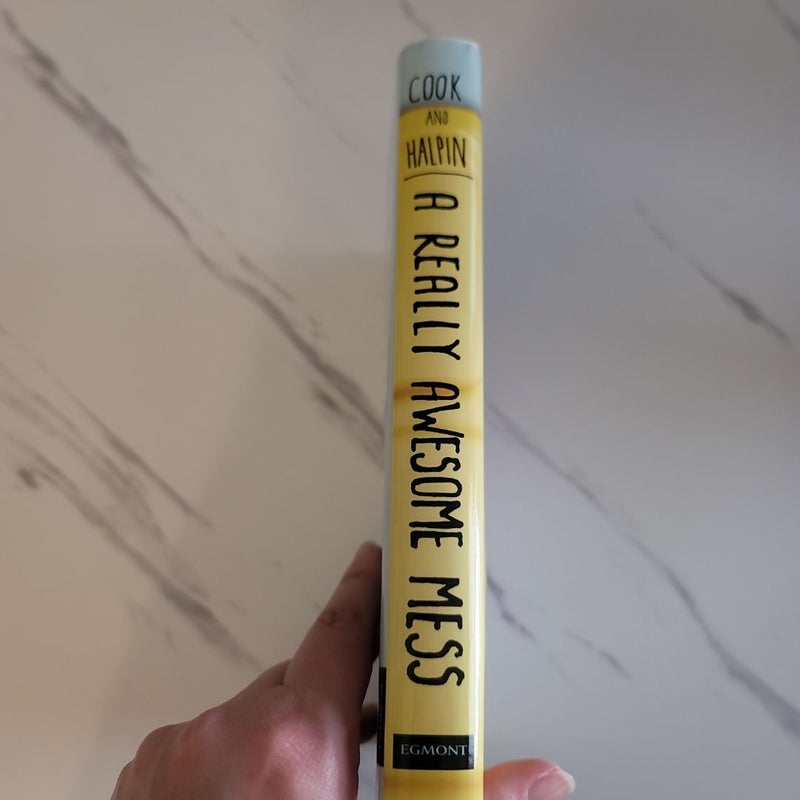 COOK
AND
HALPIN
A REALLY AWESOME MESS
EGMONT